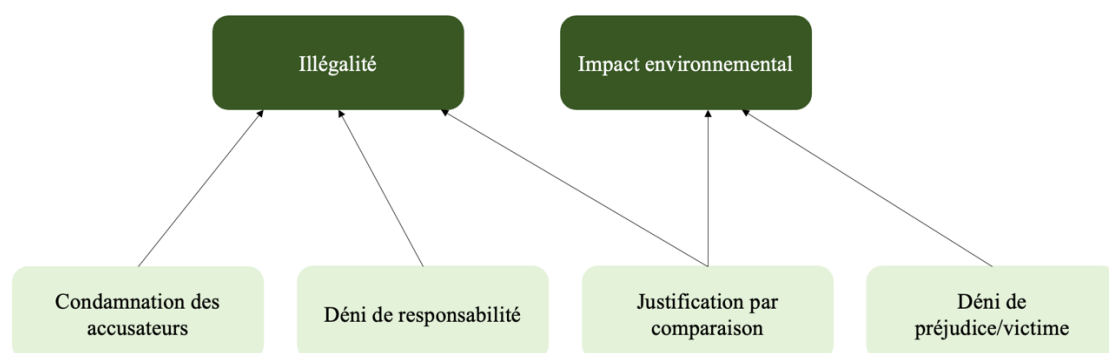 Illégalité
Impact environnemental
Condamnation des
accusateurs
Déni de responsabilité
Justification par
comparaison
Déni de
préjudice/victime